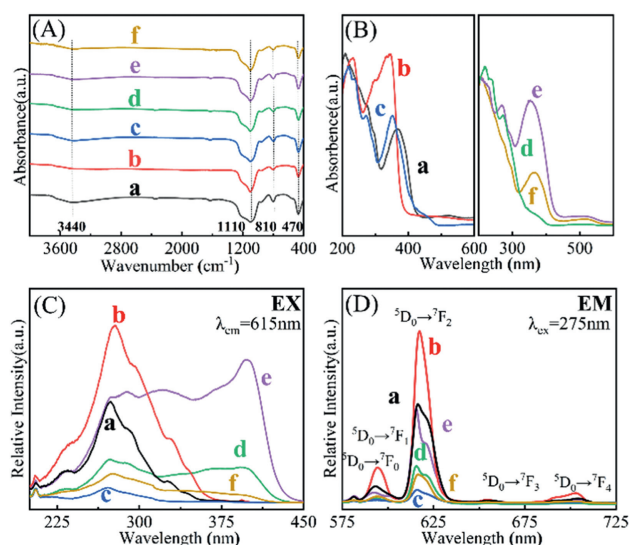 (A)
f
e
d
c
b
a
3440
1110
810
470
3600
2800
2000
1200
400
Wavenumber (cm⁻¹)
Absorbance(a.u.)
(B)
b
c
a
e
d
f
200
400
600
300
500
Wavelength (nm)
Wavelength (nm)
Absorbance(a.u.)
(C)
EX
λem=615nm
b
e
a
d
f
c
225
300
375
450
Wavelength(nm)
Relative Intensity(a.u.)
(D)
EM
λex=275nm
⁵D₀→⁷F₂
b
a
e
⁵D₀→⁷F₁
⁵D₀→⁷F₀
d
f
c
⁵D₀→⁷F₃
⁵D₀→⁷F₄
575
625
675
725
Wavelength(nm)
Relative Intensity(a.u.)